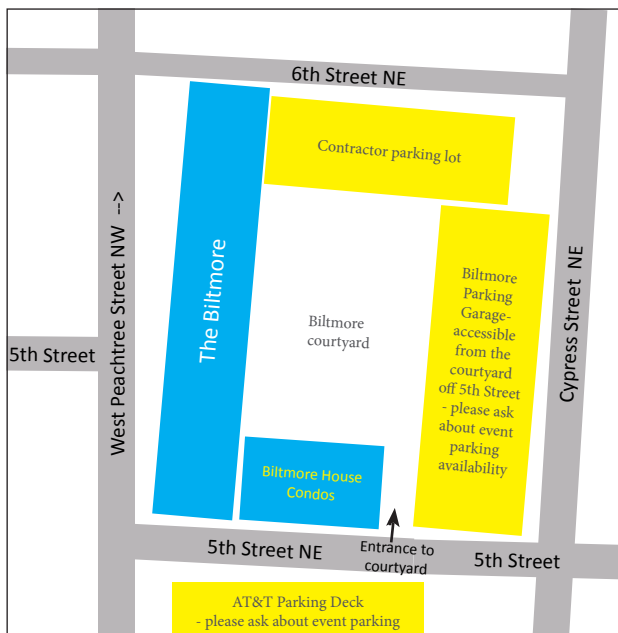 6th Street NE
Contractor parking lot
West Peachtree Street NW -->
The Biltmore
Biltmore
courtyard
Biltmore
Parking
Garage-
accessible
from the
courtyard
off 5th Street
- please ask
about event
parking
availability
Cypress Street NE
5th Street
Biltmore House
Condos
5th Street NE
Entrance to
courtyard
5th Street
AT&T Parking Deck
- please ask about event parking